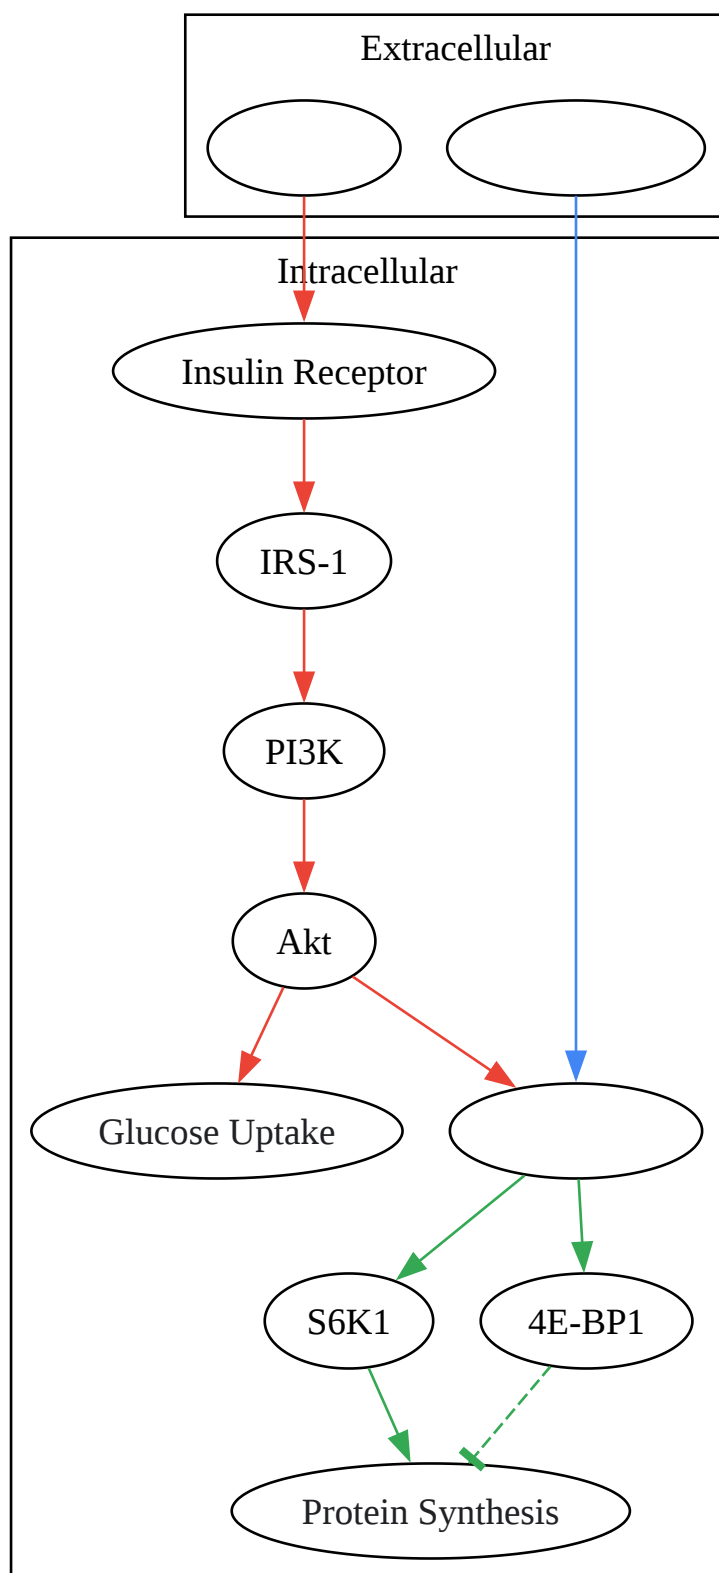 Extracellular
Intracellular
Insulin Receptor
IRS-1
PI3K
Akt
Glucose Uptake
S6K1
4E-BP1
Protein Synthesis